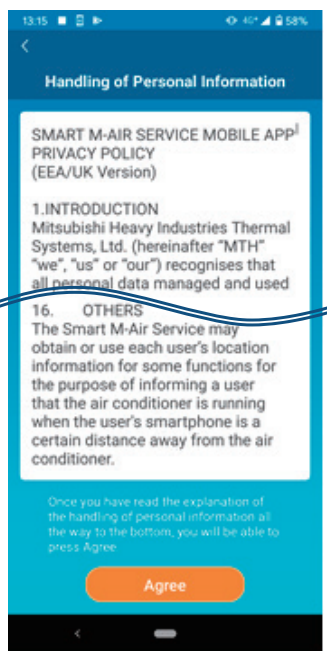 13:15 4G 58%
Handling of Personal Information
SMART M-AIR SERVICE MOBILE APP
PRIVACY POLICY
(EEA/UK Version)
1.INTRODUCTION
Mitsubishi Heavy Industries Thermal
Systems, Ltd. (hereinafter “MTH”
“we”, “us” or “our”) recognises that
all personal data managed and used
16. OTHERS
The Smart M-Air Service may
obtain or use each user's location
information for some functions for
the purpose of informing a user
that the air conditioner is running
when the user's smartphone is a
certain distance away from the air
conditioner.
Once you have read the explanation of
the handling of personal information all
the way to the bottom, you will be able to
press Agree
Agree